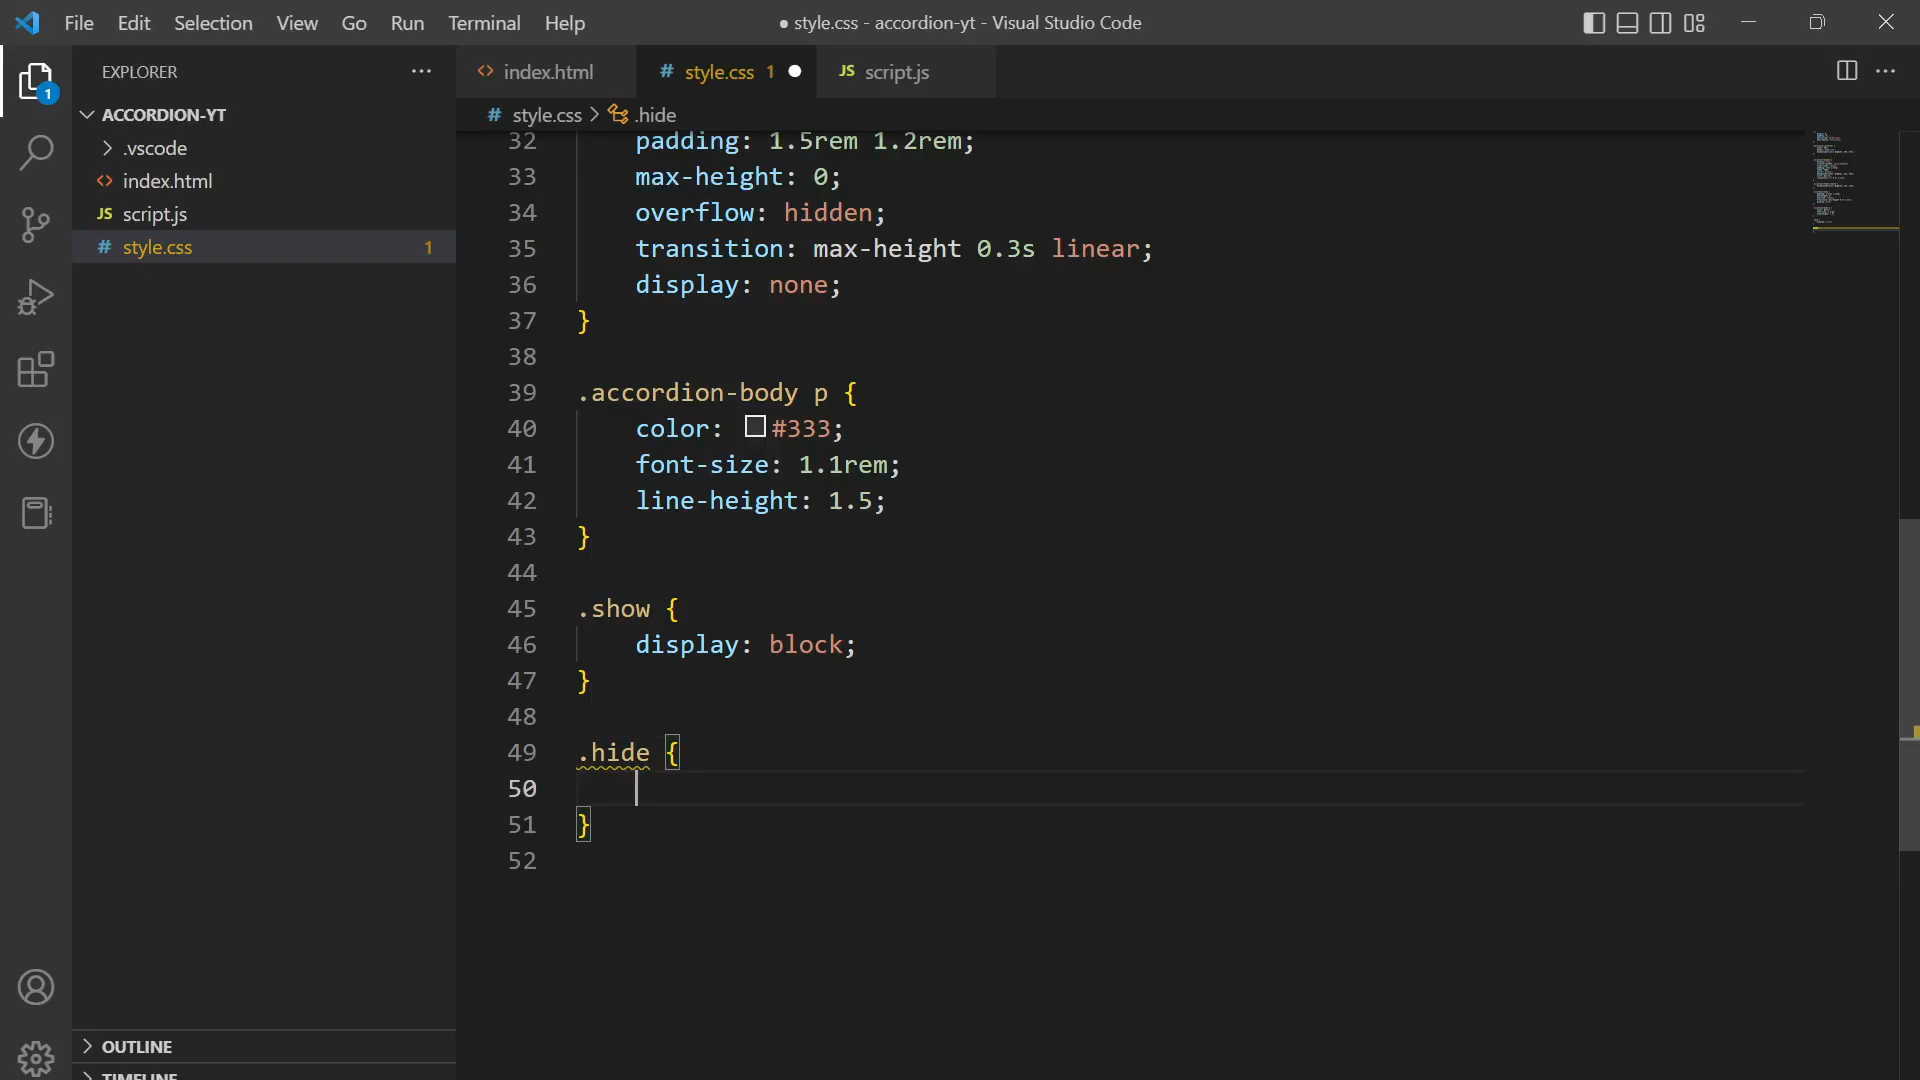 File Edit Selection View Go Run Terminal Help
● style.css - accordion-yt - Visual Studio Code
EXPLORER
1
ACCORDION-YT
.vscode
index.html
JS script.js
# style.css 1
index.html
# style.css 1
JS script.js
# style.css > .hide
32 padding: 1.5rem 1.2rem;
33 max-height: 0;
34 overflow: hidden;
35 transition: max-height 0.3s linear;
36 display: none;
37 }
38
39 .accordion-body p {
40 color: #333;
41 font-size: 1.1rem;
42 line-height: 1.5;
43 }
44
45 .show {
46 display: block;
47 }
48
49 .hide {
50
51 }
52
OUTLINE
TIMELINE